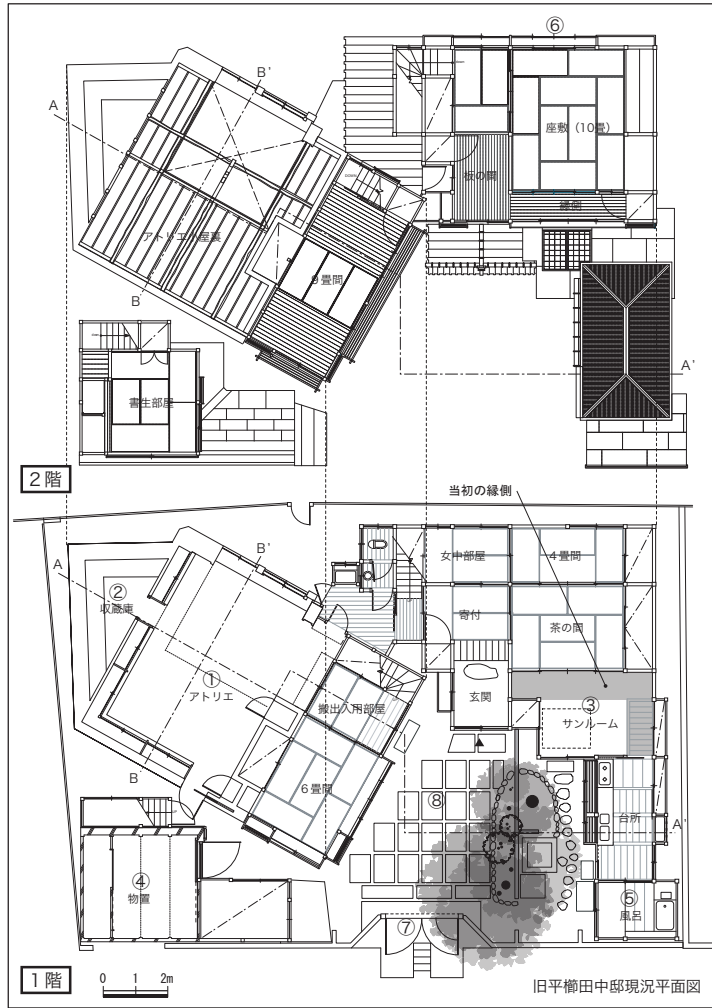 ⑥
B'
A
座敷（10畳）
板の間
縁側
アトリエ小屋裏
9畳間
B
A'
書生部屋
2階
当初の縁側
B'
A
②
収蔵庫
女中部屋
4畳間
寄付
茶の間
①
アトリエ
玄関
③
サンルーム
搬出入用部屋
B
6畳間
⑧
台所
A'
④
物置
⑤
風呂
⑦
1階
0 1 2m
旧平櫛田中邸現況平面図